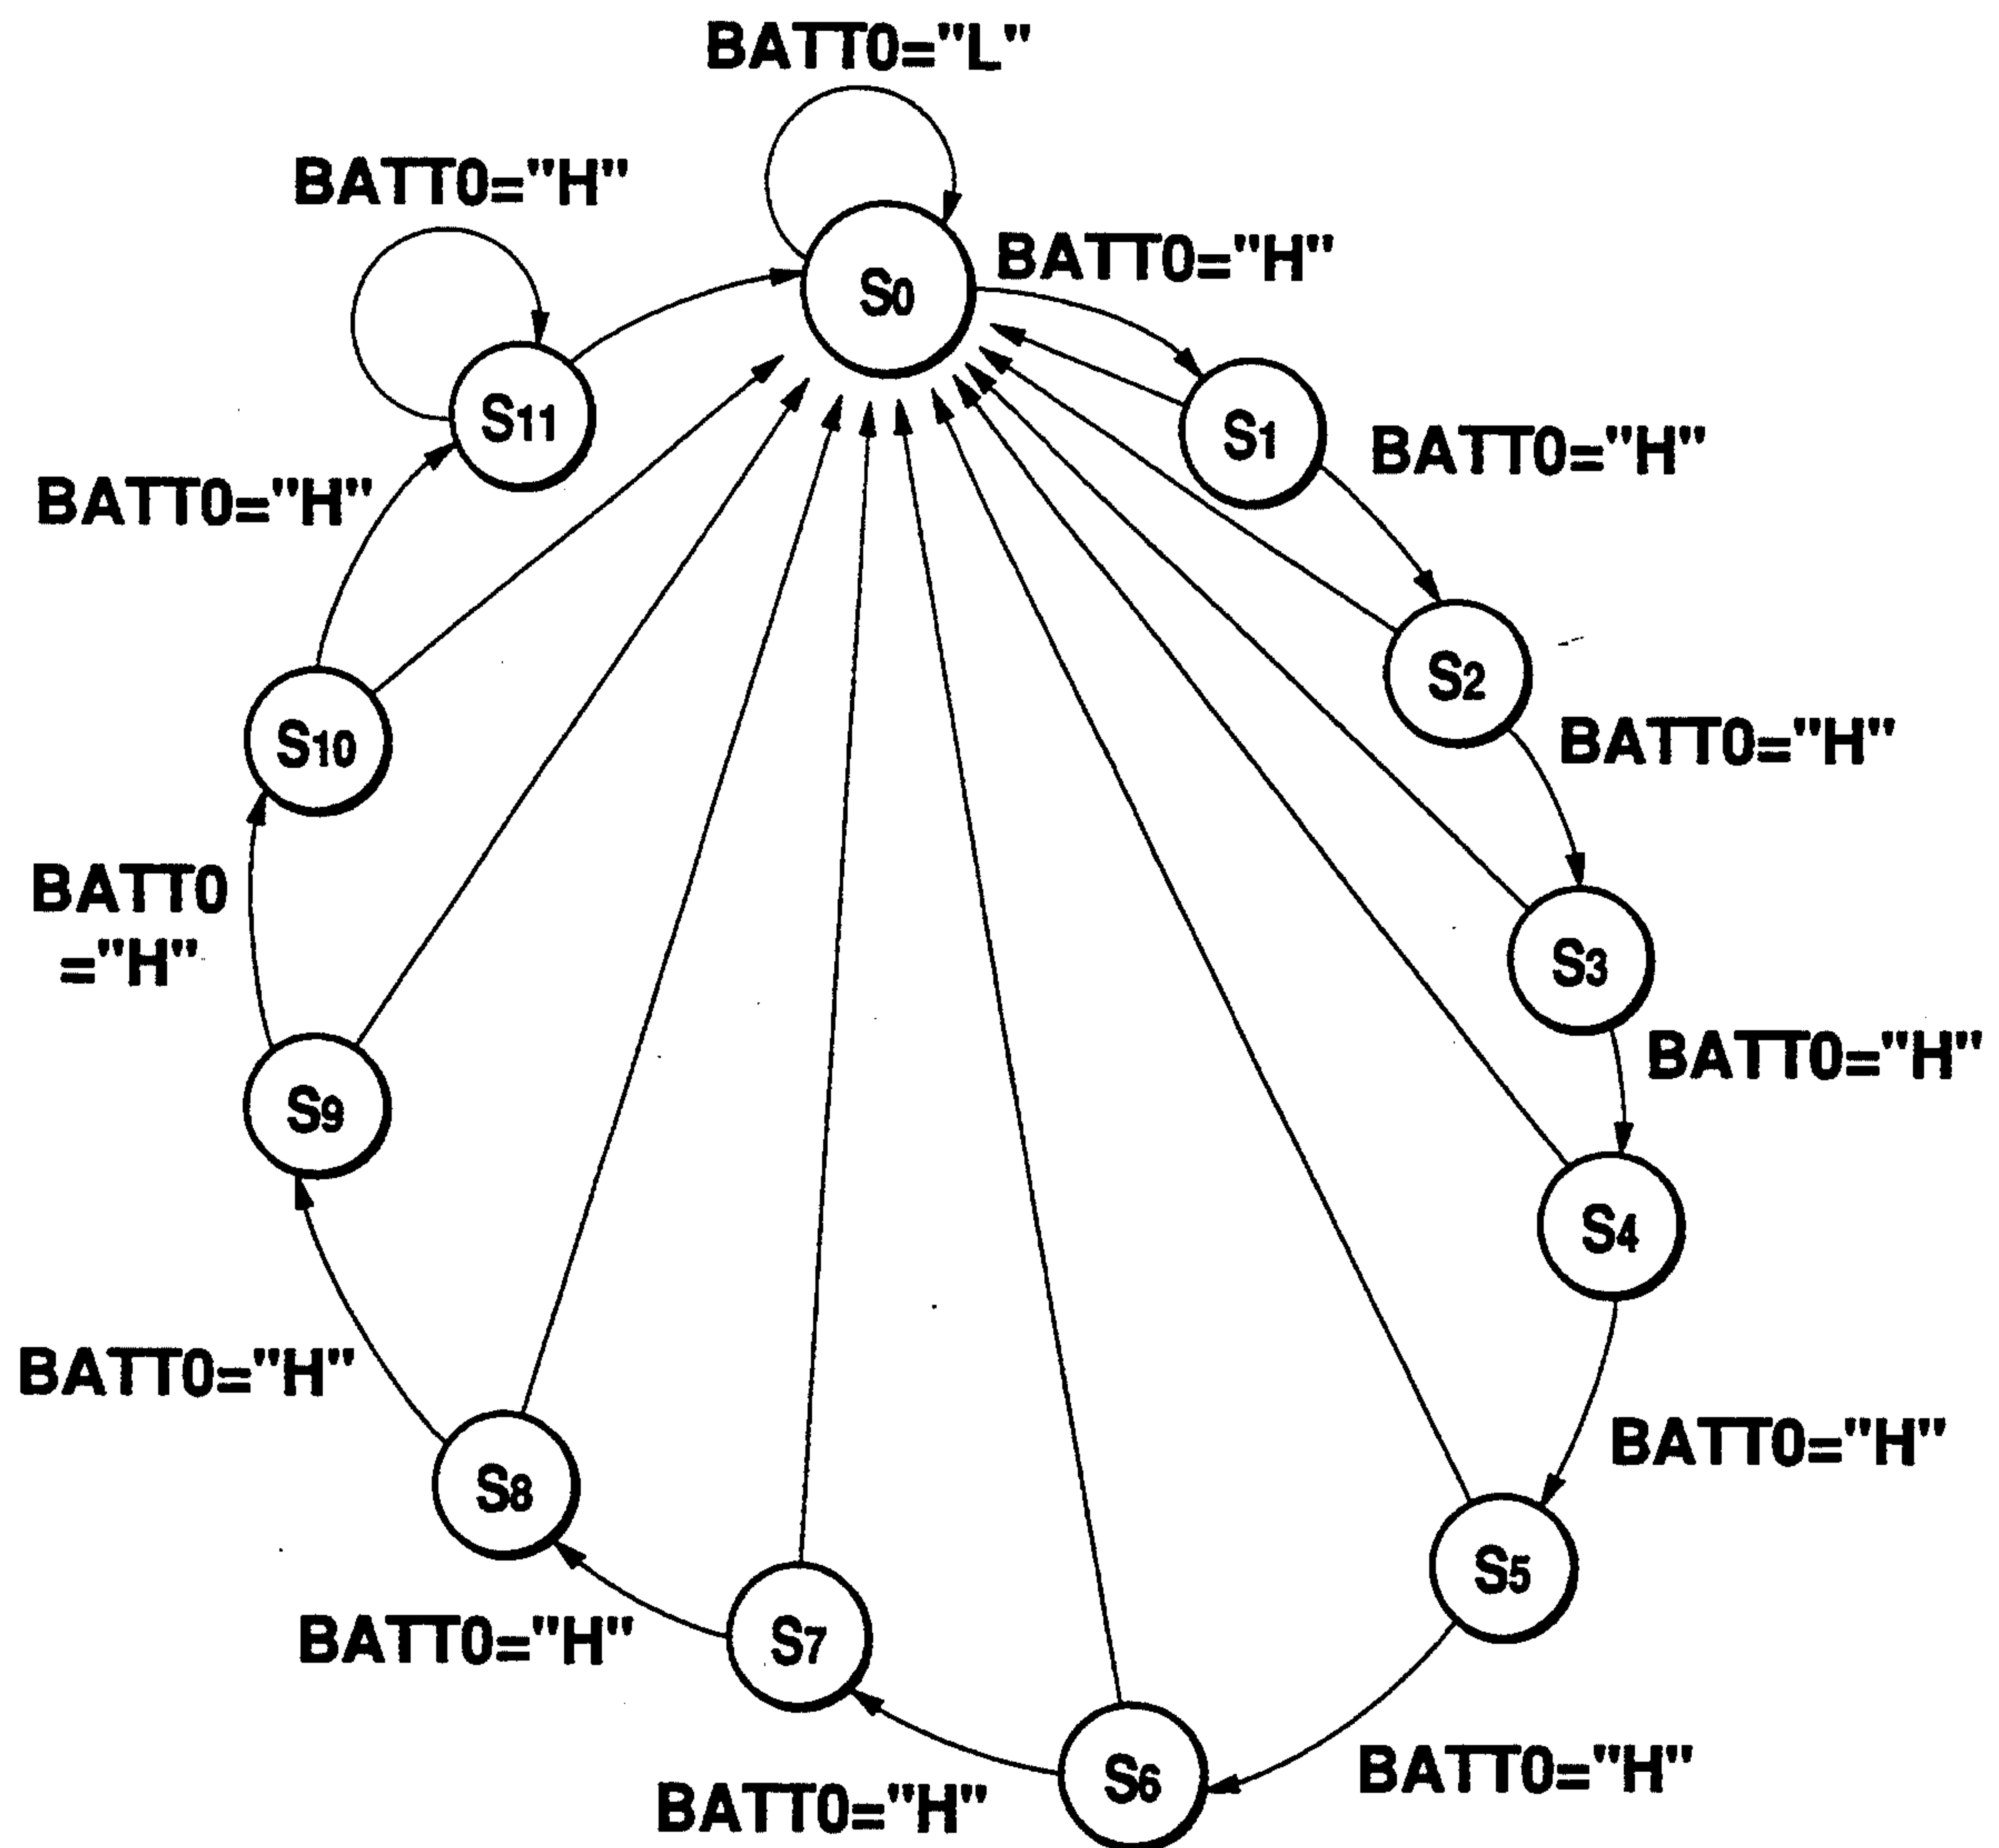 BATT0="L"
BATT0="H"
S0
BATT0="H"
S11
S1
BATT0="H"
BATT0="H"
S2
S10
BATT0="H"
BATT0
="H"
S3
BATT0="H"
S9
S4
BATT0="H"
BATT0="H"
S8
S5
BATT0="H"
S7
BATT0="H"
S6
BATT0="H"